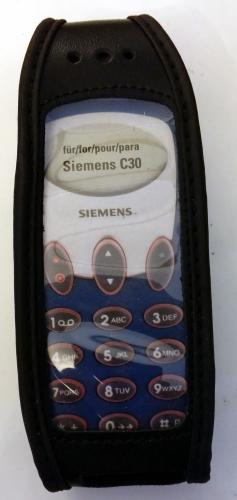 für/for/pour/para
Siemens C30
SIEMENS
1 2 ABC 3 DEF
4 GHI 5 JKL 6 MNO
7 PQRS 8 TUV 9 WXYZ
0 #